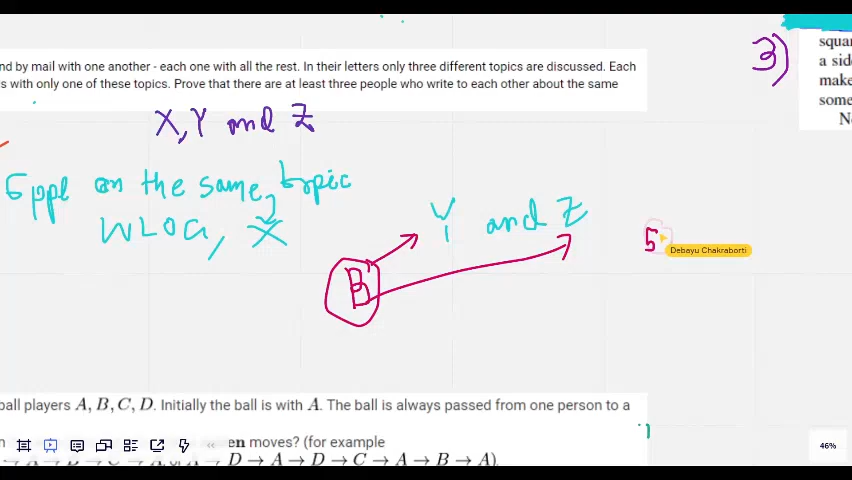 nd by mail with one another - each one with all the rest. In their letters only three different topics are discussed. Each
s with only one of these topics. Prove that there are at least three people who write to each other about the same
3)
squar
a side
make
some
N
X, Y and Z
6 ppl on the same topic
WLOG, X
Y and Z
B
5
Debayu Chakraborti
ball players A, B, C, D. Initially the ball is with A. The ball is always passed from one person to a
en moves? (for example
→ A → B → C → A, or A → D → A → D → C → A → B → A).
46%